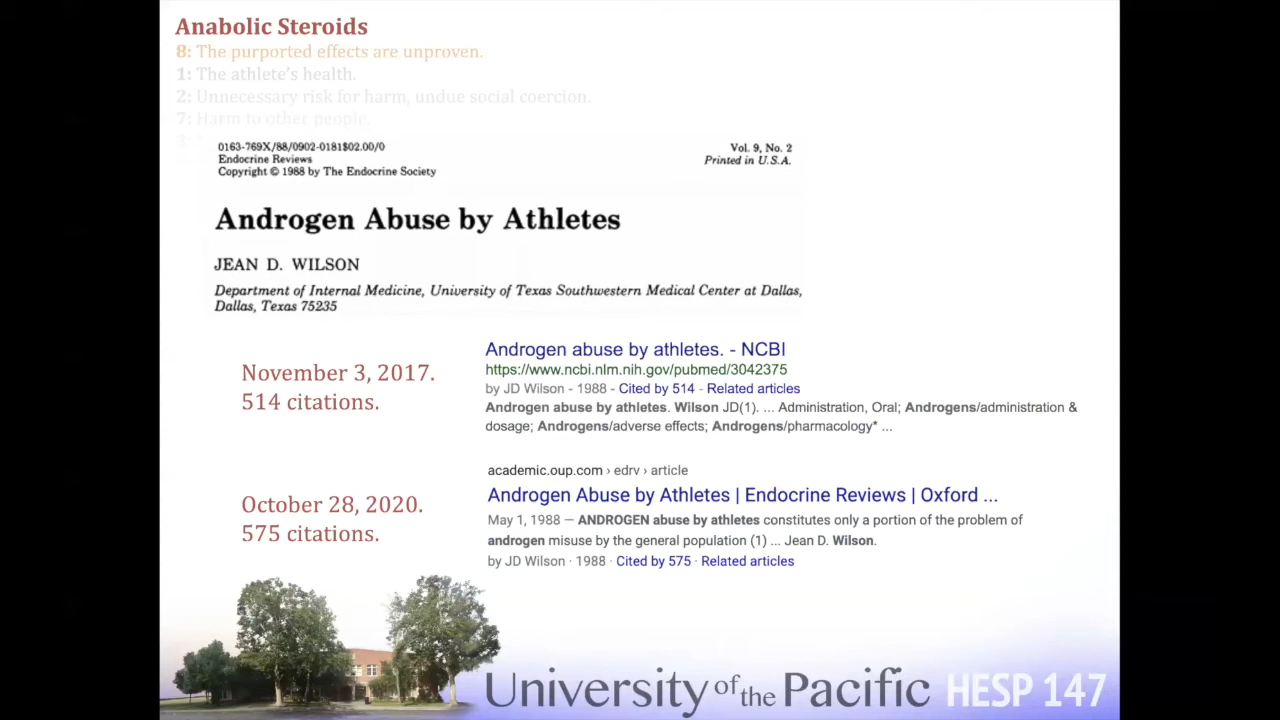 Anabolic Steroids
8: The purported effects are unproven.
1: The athlete's health.
2: Unnecessary risk for harm, undue social coercion.
7: Harm to other people.
3:
0163-769X/88/0902-0181$02.00/0
Endocrine Reviews
Copyright © 1988 by The Endocrine Society
Vol. 9, No. 2
Printed in U.S.A.
Androgen Abuse by Athletes
JEAN D. WILSON
Department of Internal Medicine, University of Texas Southwestern Medical Center at Dallas,
Dallas, Texas 75235
November 3, 2017.
514 citations.
Androgen abuse by athletes. - NCBI
https://www.ncbi.nlm.nih.gov/pubmed/3042375
by JD Wilson - 1988 - Cited by 514 - Related articles
Androgen abuse by athletes. Wilson JD(1). ... Administration, Oral; Androgens/administration &
dosage; Androgens/adverse effects; Androgens/pharmacology* ...
October 28, 2020.
575 citations.
academic.oup.com › edrv › article
Androgen Abuse by Athletes | Endocrine Reviews | Oxford ...
May 1, 1988 — ANDROGEN abuse by athletes constitutes only a portion of the problem of
androgen misuse by the general population (1) ... Jean D. Wilson.
by JD Wilson · 1988 · Cited by 575 · Related articles
University of the Pacific HESP 147